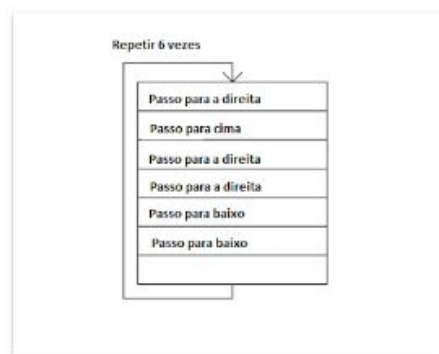 Repetir 6 vezes
Passo para a direita
Passo para cima
Passo para a direita
Passo para a direita
Passo para baixo
Passo para baixo